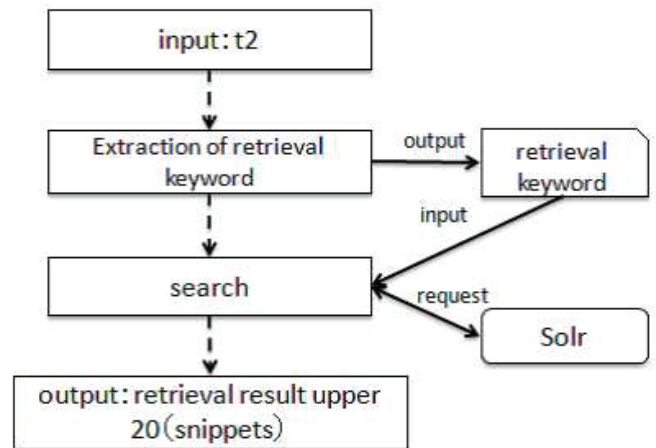 input：t2
Extraction of retrieval
keyword
output
retrieval
keyword
input
search
request
Solr
output：retrieval result upper
20（snippets）